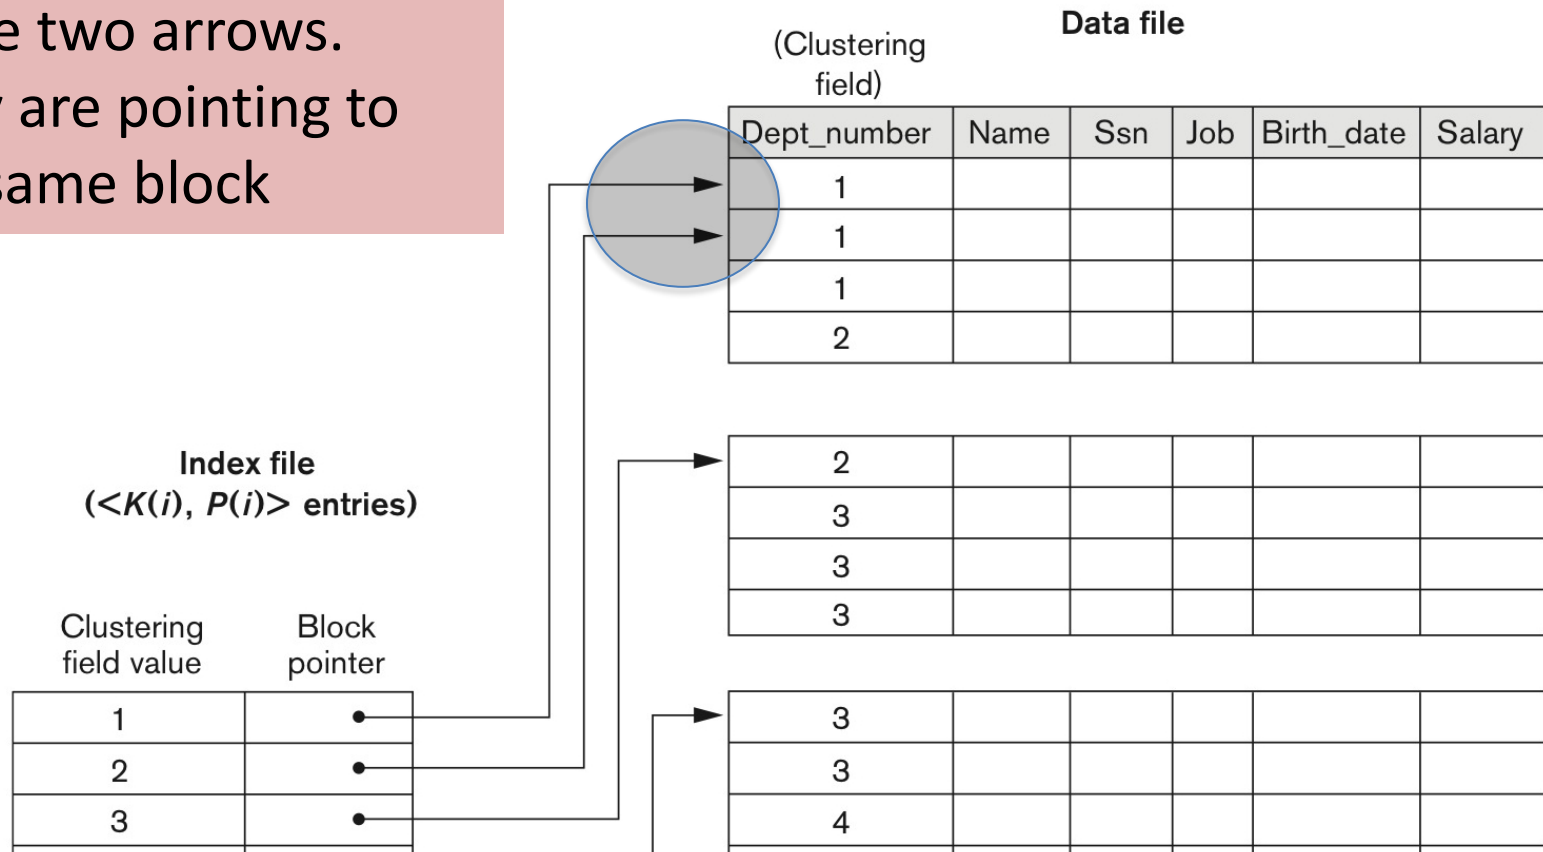 e two arrows.
y are pointing to
same block
Data file
(Clustering
field)
Dept_number Name Ssn Job Birth_date Salary
1
1
1
2
2
3
3
3
3
3
4
Index file
(<K(i), P(i)> entries)
Clustering
field value
Block
pointer
1
2
3